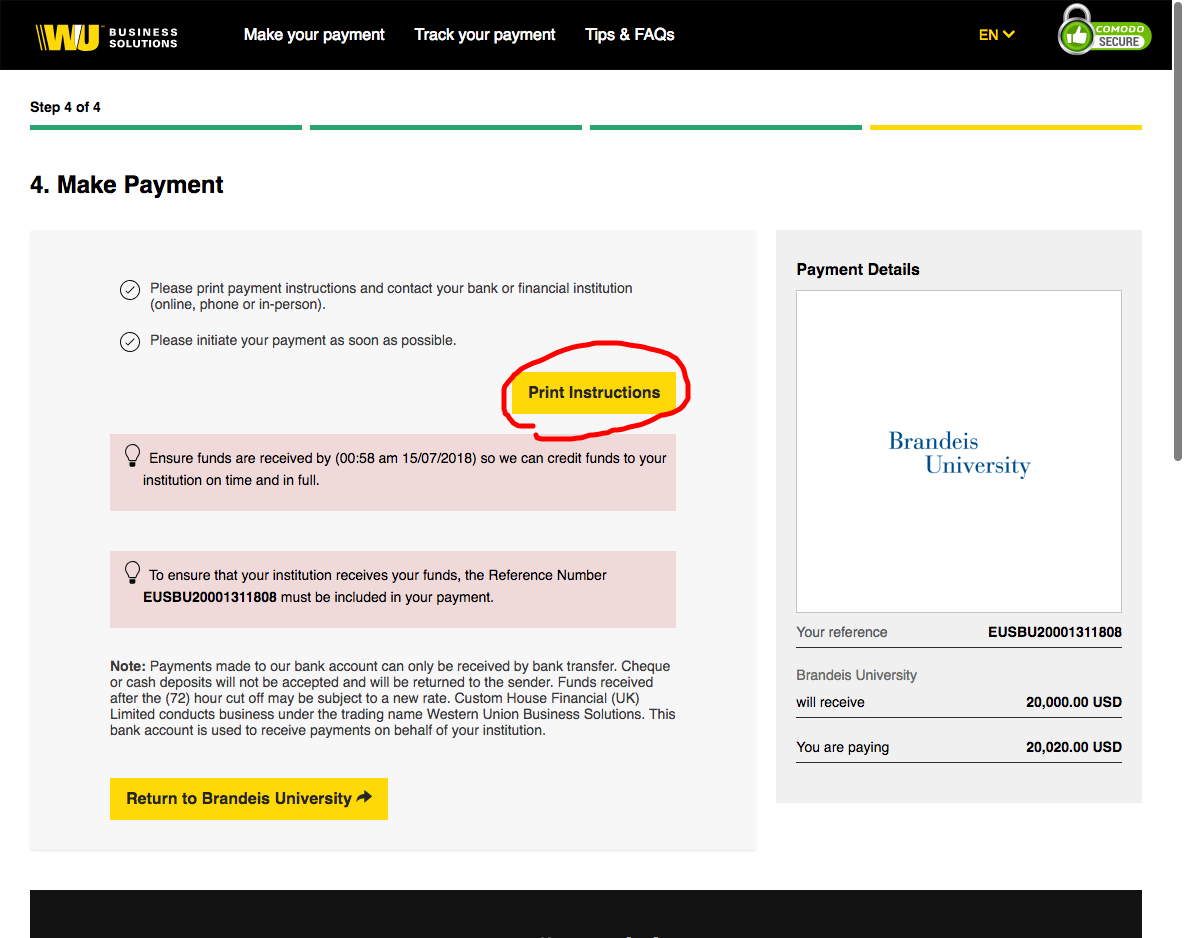 WU BUSINESS
SOLUTIONS
Make your payment
Track your payment
Tips & FAQs
EN
COMODO
SECURE
Step 4 of 4
4. Make Payment
Please print payment instructions and contact your bank or financial institution
(online, phone or in-person).
Please initiate your payment as soon as possible.
Print Instructions
Ensure funds are received by (00:58 am 15/07/2018) so we can credit funds to your
institution on time and in full.
To ensure that your institution receives your funds, the Reference Number
EUSBU20001311808 must be included in your payment.
Note: Payments made to our bank account can only be received by bank transfer. Cheque
or cash deposits will not be accepted and will be returned to the sender. Funds received
after the (72) hour cut off may be subject to a new rate. Custom House Financial (UK)
Limited conducts business under the trading name Western Union Business Solutions. This
bank account is used to receive payments on behalf of your institution.
Return to Brandeis University
Payment Details
Brandeis
University
Your reference EUSBU20001311808
Brandeis University
will receive 20,000.00 USD
You are paying 20,020.00 USD